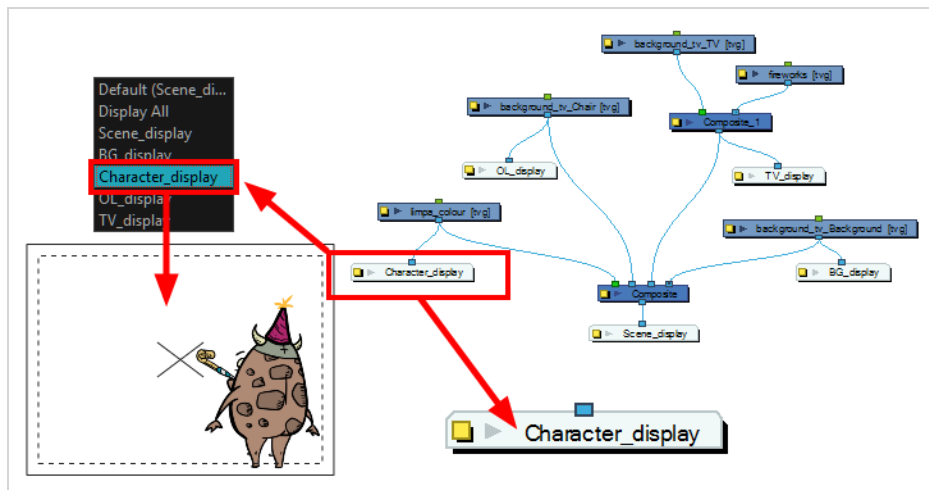 Default (Scene_di...
Display All
Scene_display
BG_display
Character_display
OL_display
TV_display
background_tv_TV [tvg]
fireworks [tvg]
background_tv_Chair [tvg]
Composite_1
OL_display
TV_display
limpa_colour [tvg]
background_tv_Background [tvg]
Character_display
BG_display
Composite
Scene_display
Character_display